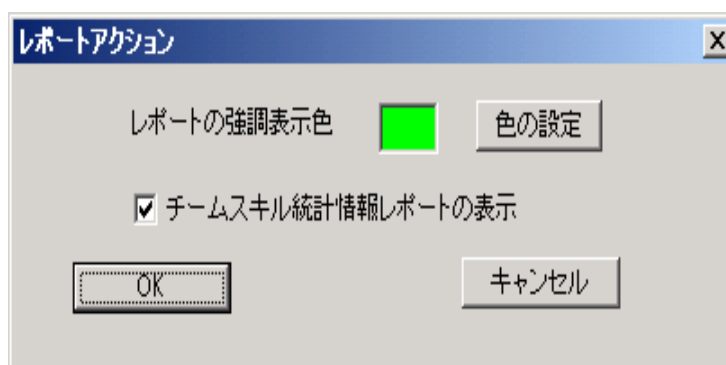 レポートアクション
レポートの強調表示色 色の設定
チームスキル統計情報レポートの表示
OK キャンセル